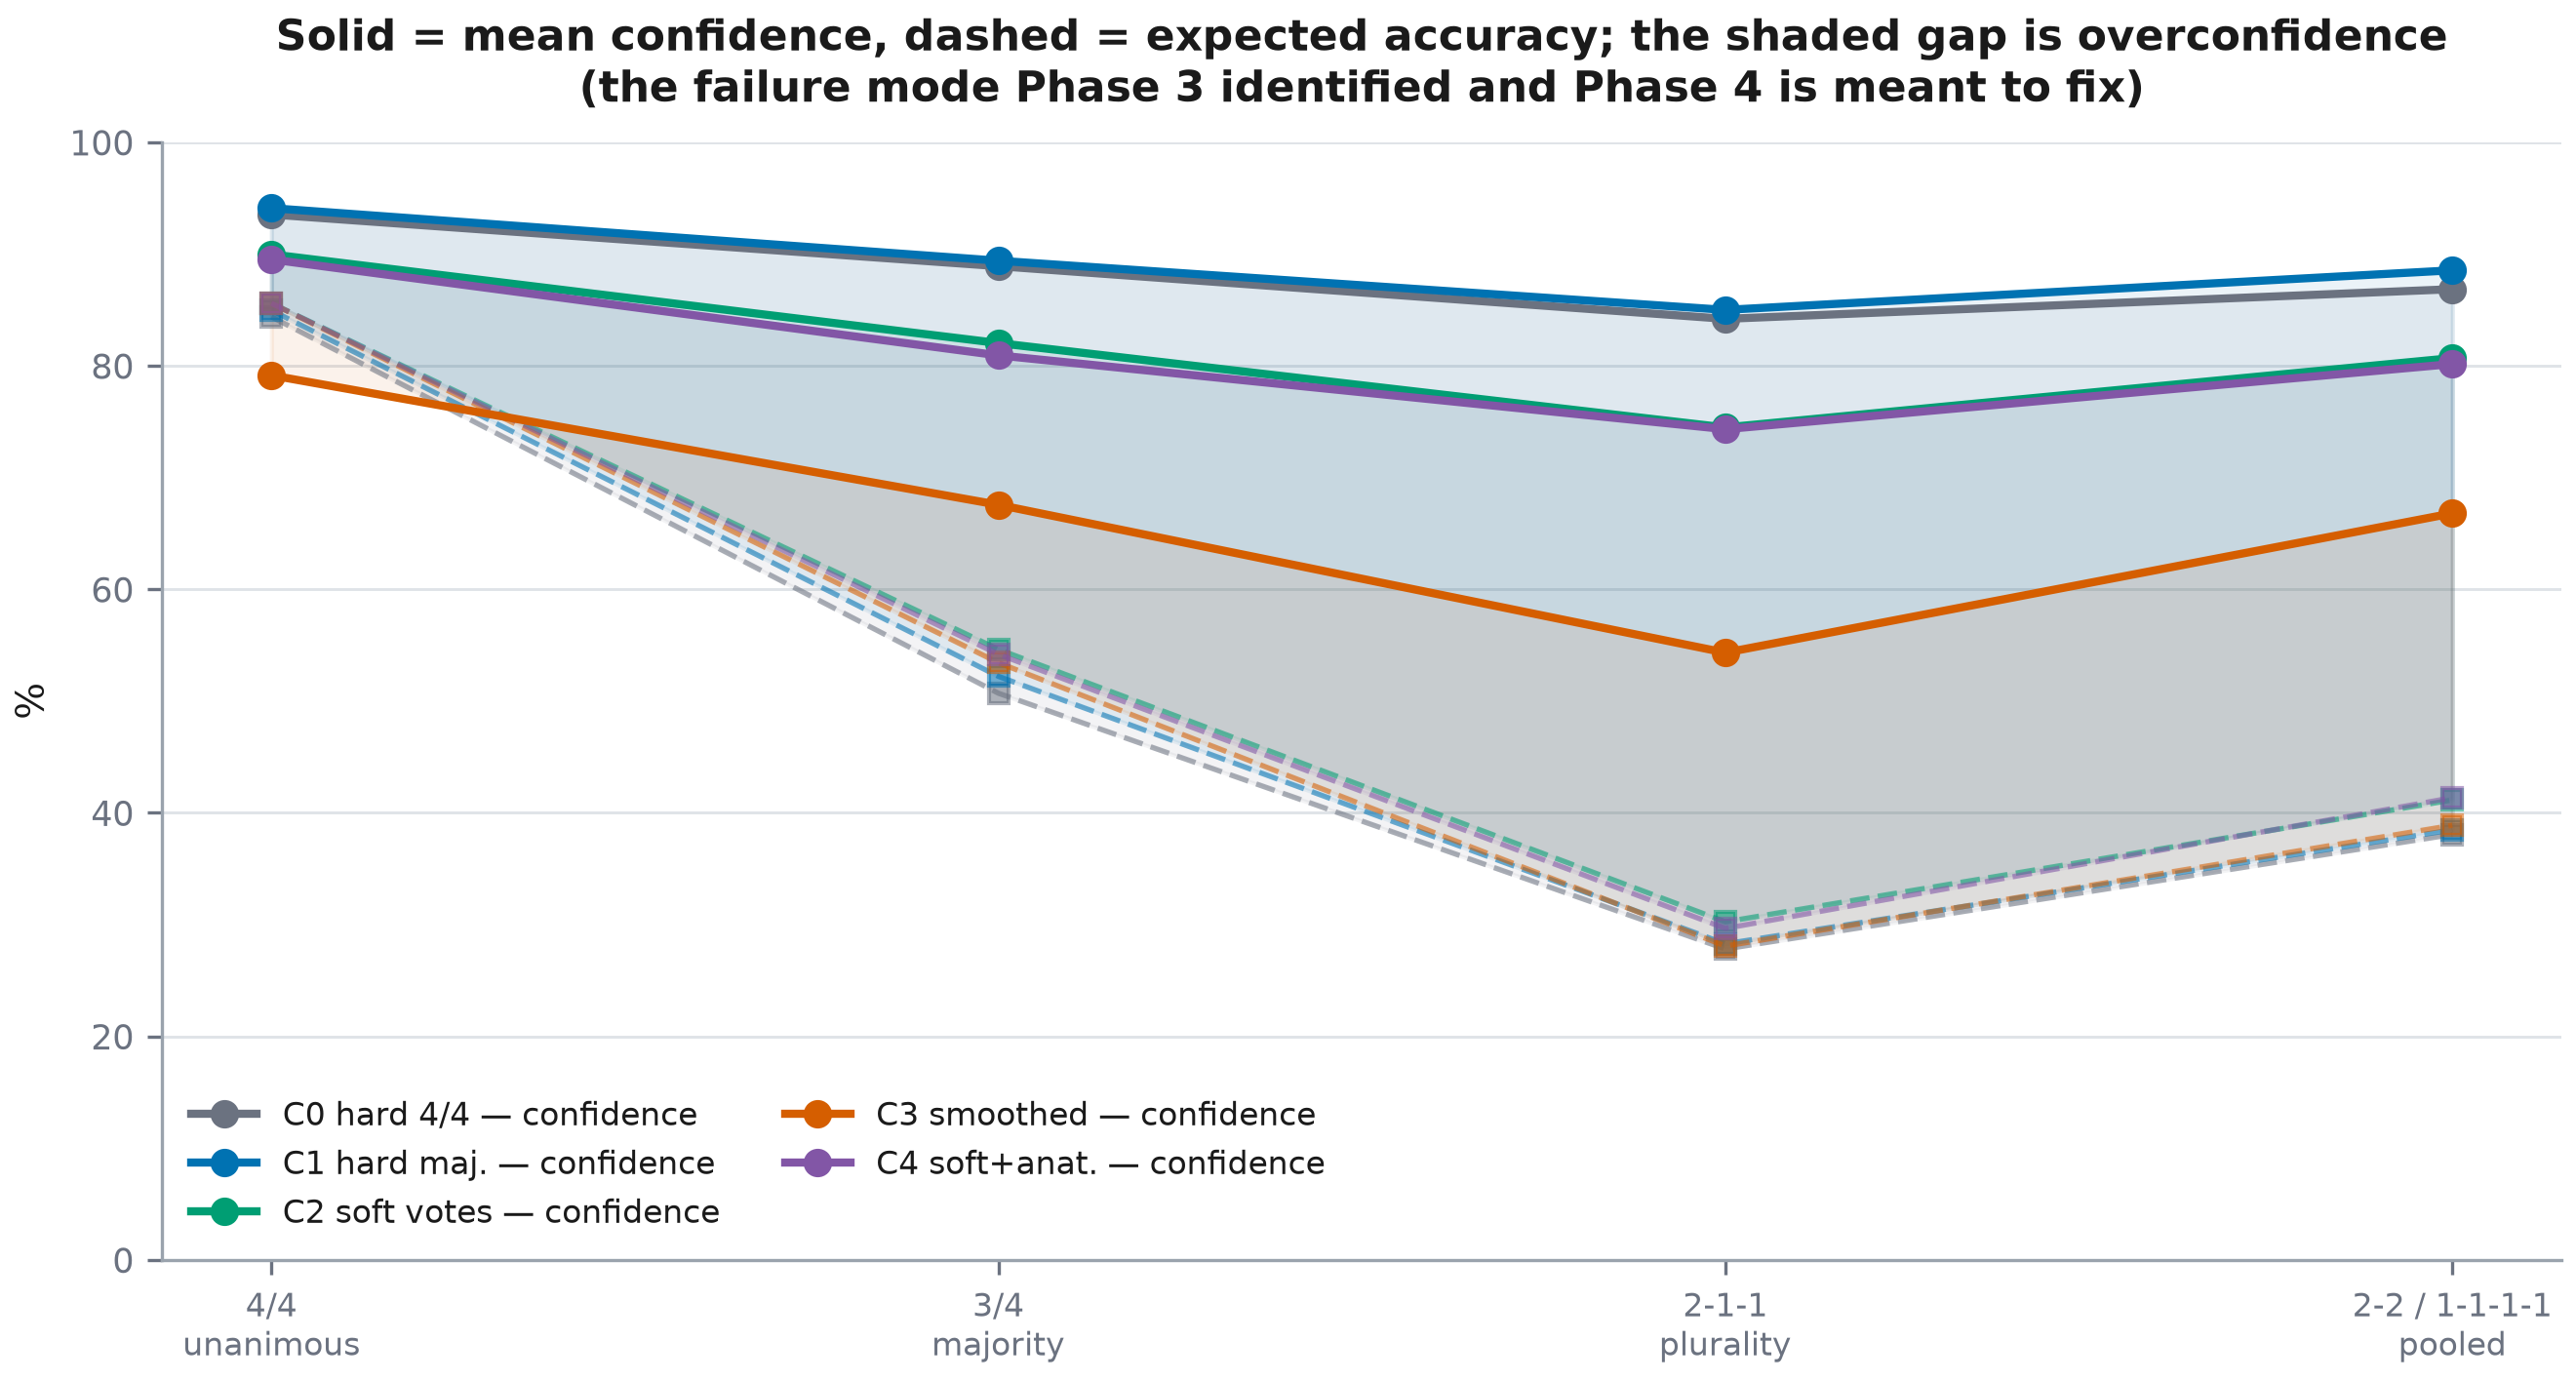 Solid = mean confidence, dashed = expected accuracy; the shaded gap is overconfidence
(the failure mode Phase 3 identified and Phase 4 is meant to fix)
100
80
60
40
20
0
%
C0 hard 4/4 — confidence
C1 hard maj. — confidence
C2 soft votes — confidence
C3 smoothed — confidence
C4 soft+anat. — confidence
4/4
unanimous
3/4
majority
2-1-1
plurality
2-2 / 1-1-1-1
pooled